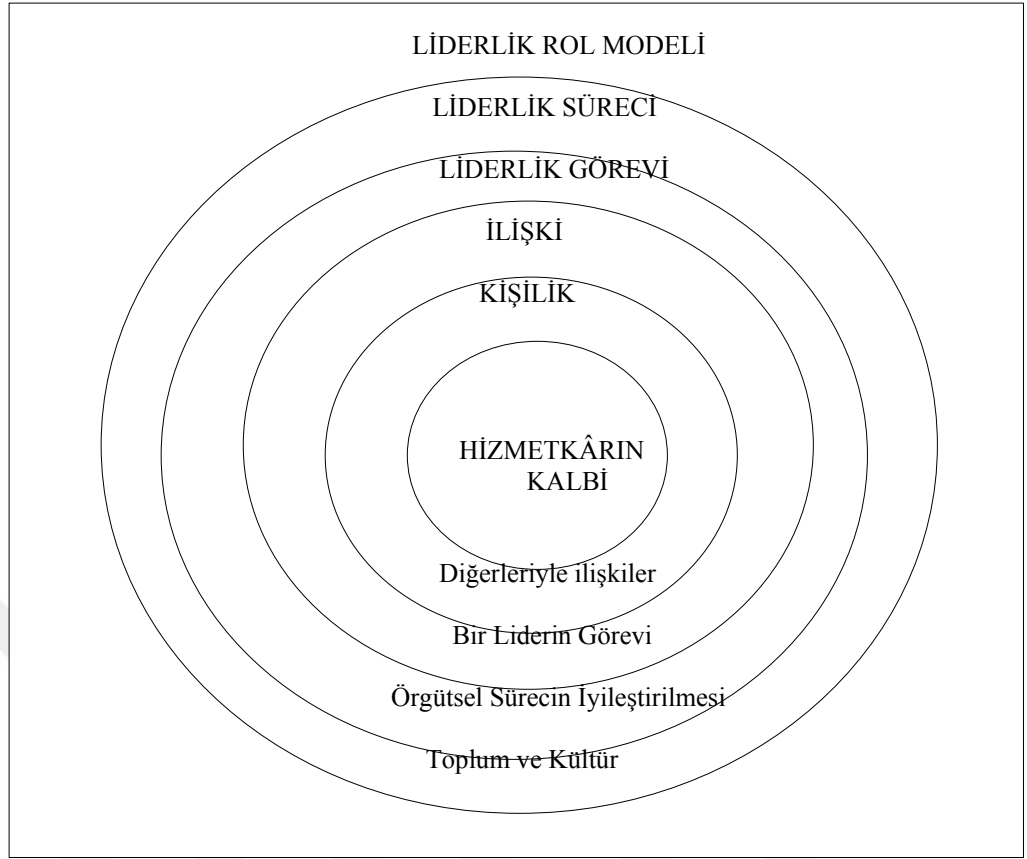 LİDERLİK ROL MODELİ
LİDERLİK SÜRECİ
LİDERLİK GÖREVİ
İLİŞKİ
KİŞİLİK
HİZMETKÂRIN
KALBİ
Diğerleriyle ilişkiler
Bir Liderin Görevi
Örgütsel Sürecin İyileştirilmesi
Toplum ve Kültür